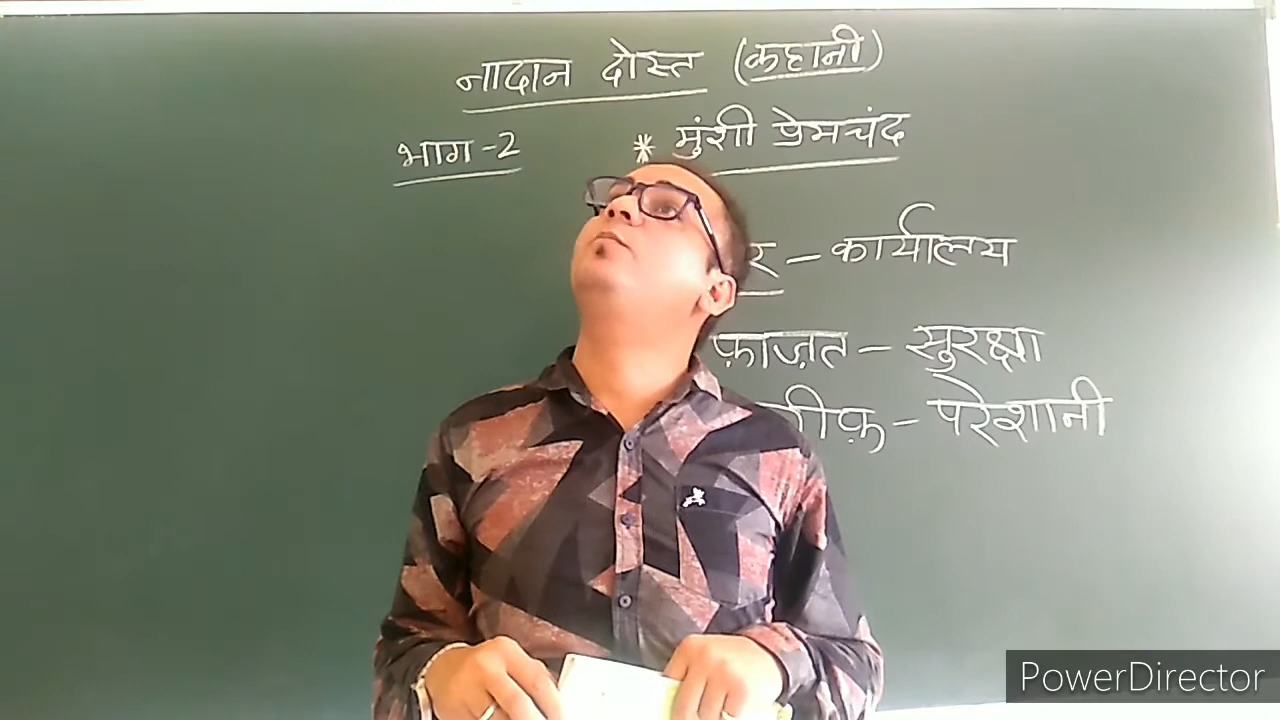 नादान दोस्त (कहानी)
भाग-2 * मुंशी प्रेमचंद
र – कार्यालय
फ़ाज़त – सुरक्षा
ीफ़ – परेशानी
PowerDirector